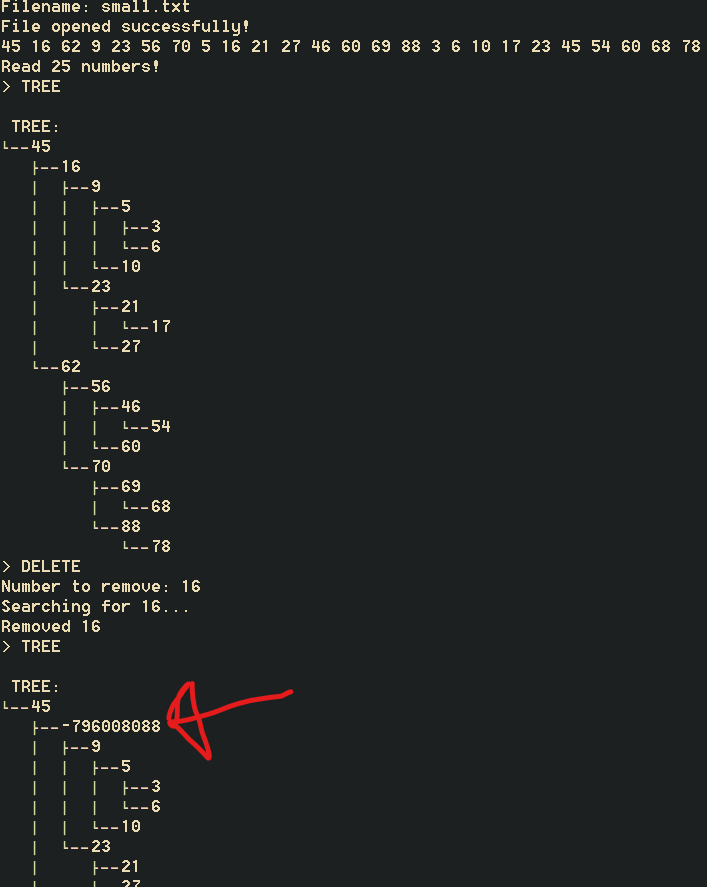 Filename: small.txt
File opened successfully!
45 16 62 9 23 56 70 5 16 21 27 46 60 69 88 3 6 10 17 23 45 54 60 68 78
Read 25 numbers!
> TREE
TREE:
└--45
├--16
│ ├--9
│ │ ├--5
│ │ │ ├--3
│ │ │ └--6
│ │ └--10
│ └--23
│ ├--21
│ │ └--17
│ └--27
└--62
├--56
│ ├--46
│ │ └--54
│ └--60
└--70
├--69
│ └--68
└--88
└--78
> DELETE
Number to remove: 16
Searching for 16...
Removed 16
> TREE
TREE:
└--45
├---796008088
│ ├--9
│ │ ├--5
│ │ │ ├--3
│ │ │ └--6
│ │ └--10
│ └--23
│ ├--21
│ │ 27